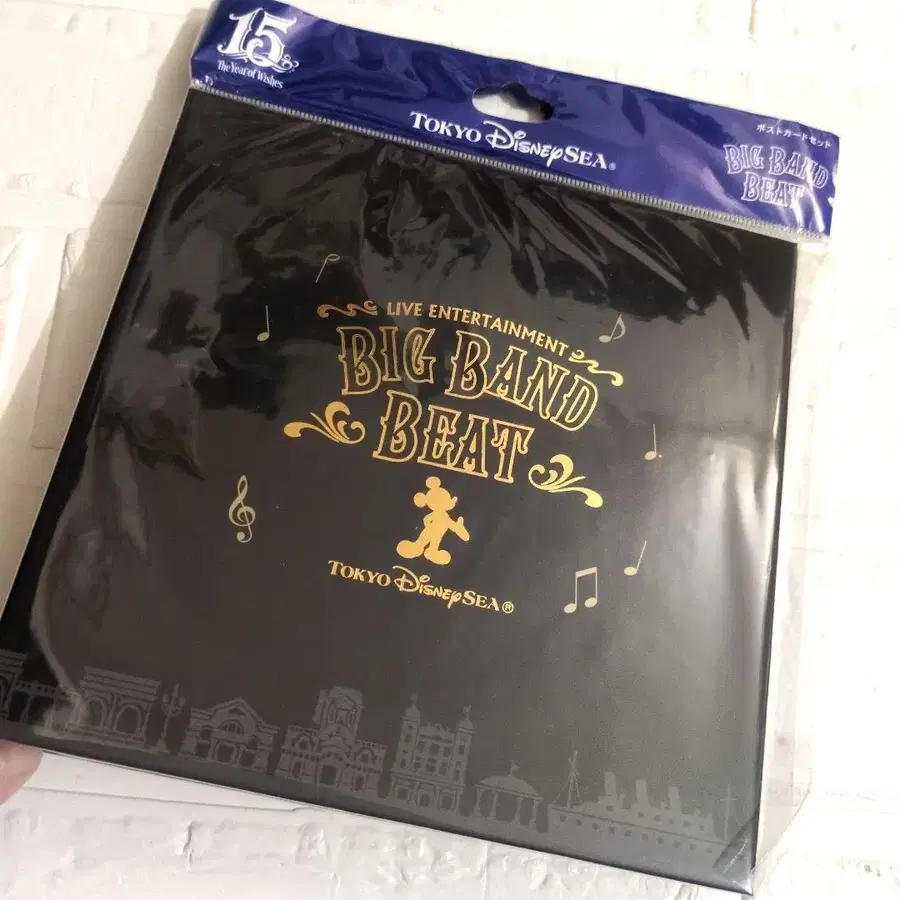 15th
The Year of Wishes
TOKYO DISNEYSEA®
ポストカードセット
BIG BAND
BEAT
LIVE ENTERTAINMENT
BIG BAND
BEAT
TOKYO DISNEYSEA®